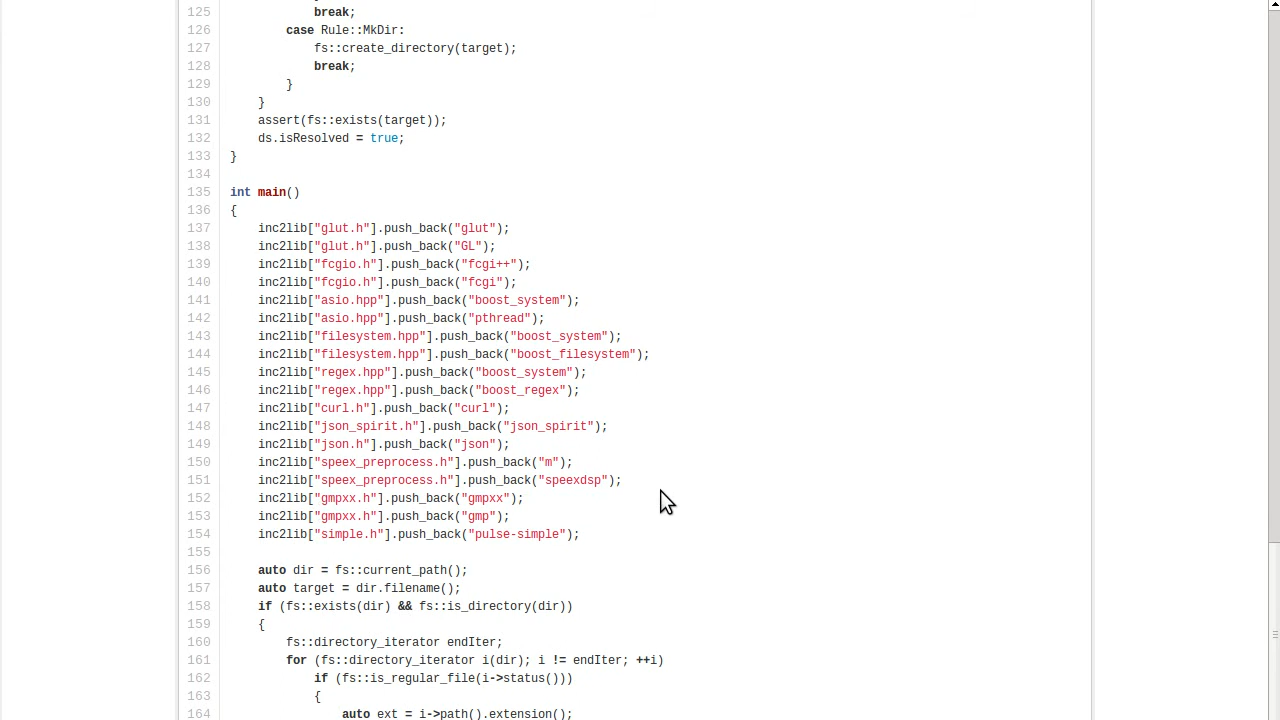 125             break;
126         case Rule::MkDir:
127             fs::create_directory(target);
128             break;
129         }
130     }
131     assert(fs::exists(target));
132     ds.isResolved = true;
133 }
134
135 int main()
136 {
137     inc2lib["glut.h"].push_back("glut");
138     inc2lib["glut.h"].push_back("GL");
139     inc2lib["fcgio.h"].push_back("fcgi++");
140     inc2lib["fcgio.h"].push_back("fcgi");
141     inc2lib["asio.hpp"].push_back("boost_system");
142     inc2lib["asio.hpp"].push_back("pthread");
143     inc2lib["filesystem.hpp"].push_back("boost_system");
144     inc2lib["filesystem.hpp"].push_back("boost_filesystem");
145     inc2lib["regex.hpp"].push_back("boost_system");
146     inc2lib["regex.hpp"].push_back("boost_regex");
147     inc2lib["curl.h"].push_back("curl");
148     inc2lib["json_spirit.h"].push_back("json_spirit");
149     inc2lib["json.h"].push_back("json");
150     inc2lib["speex_preprocess.h"].push_back("m");
151     inc2lib["speex_preprocess.h"].push_back("speexdsp");
152     inc2lib["gmpxx.h"].push_back("gmpxx");
153     inc2lib["gmpxx.h"].push_back("gmp");
154     inc2lib["simple.h"].push_back("pulse-simple");
155
156     auto dir = fs::current_path();
157     auto target = dir.filename();
158     if (fs::exists(dir) && fs::is_directory(dir))
159     {
160         fs::directory_iterator endIter;
161         for (fs::directory_iterator i(dir); i != endIter; ++i)
162             if (fs::is_regular_file(i->status()))
163             {
164                 auto ext = i->path().extension();